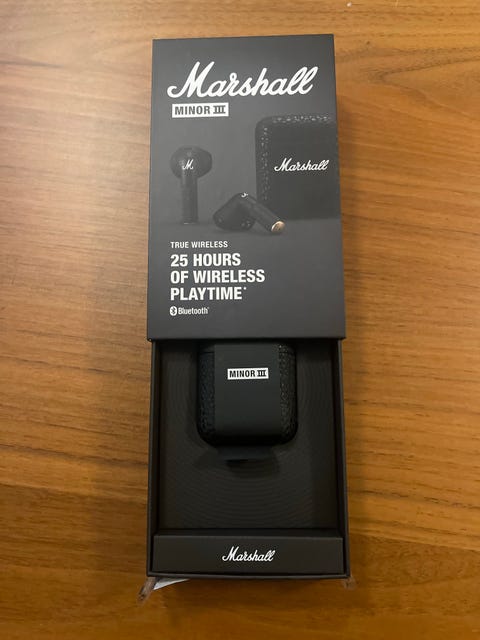 Marshall
MINOR III
M
Marshall
TRUE WIRELESS
25 HOURS
OF WIRELESS
PLAYTIME*
Bluetooth®
MINOR III
Marshall